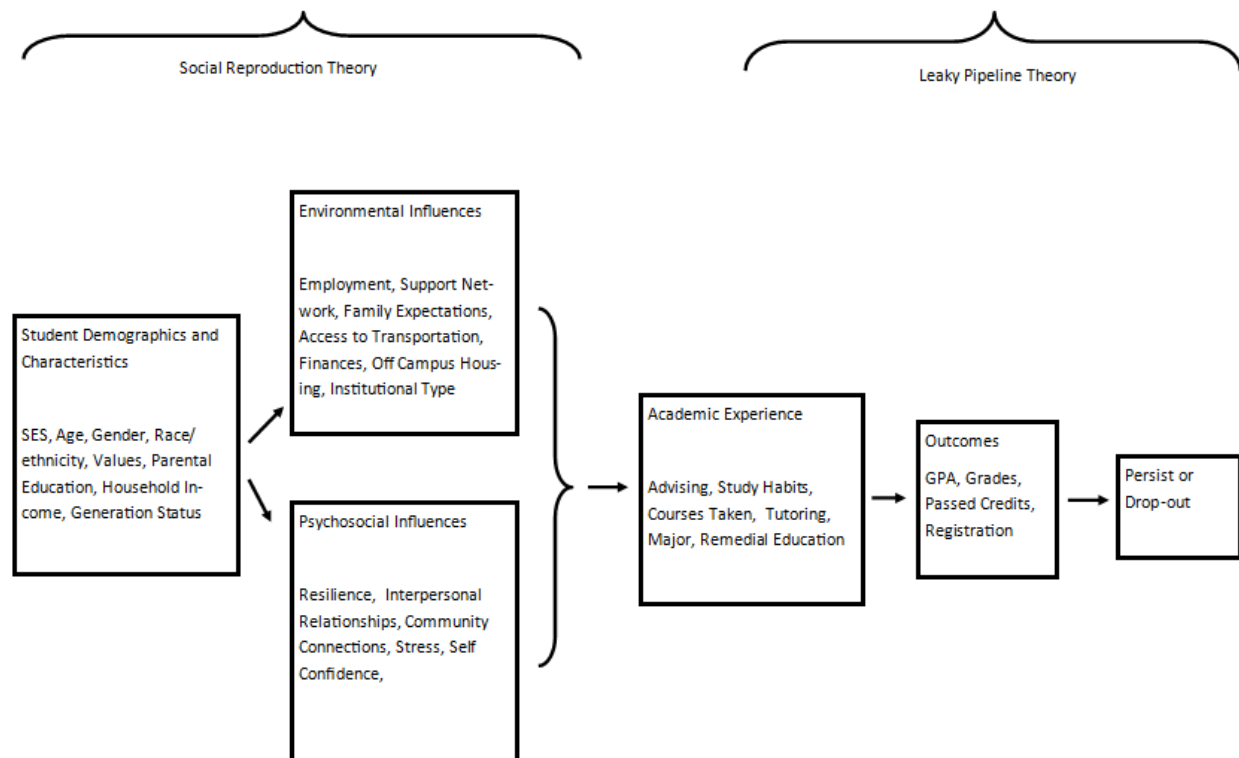 Social Reproduction Theory
Leaky Pipeline Theory
Student Demographics and
Characteristics
SES, Age, Gender, Race/
ethnicity, Values, Parental
Education, Household In-
come, Generation Status
Environmental Influences
Employment, Support Net-
work, Family Expectations,
Access to Transportation,
Finances, Off Campus Hous-
ing, Institutional Type
Psychosocial Influences
Resilience, Interpersonal
Relationships, Community
Connections, Stress, Self
Confidence,
Academic Experience
Advising, Study Habits,
Courses Taken, Tutoring,
Major, Remedial Education
Outcomes
GPA, Grades,
Passed Credits,
Registration
Persist or
Drop-out